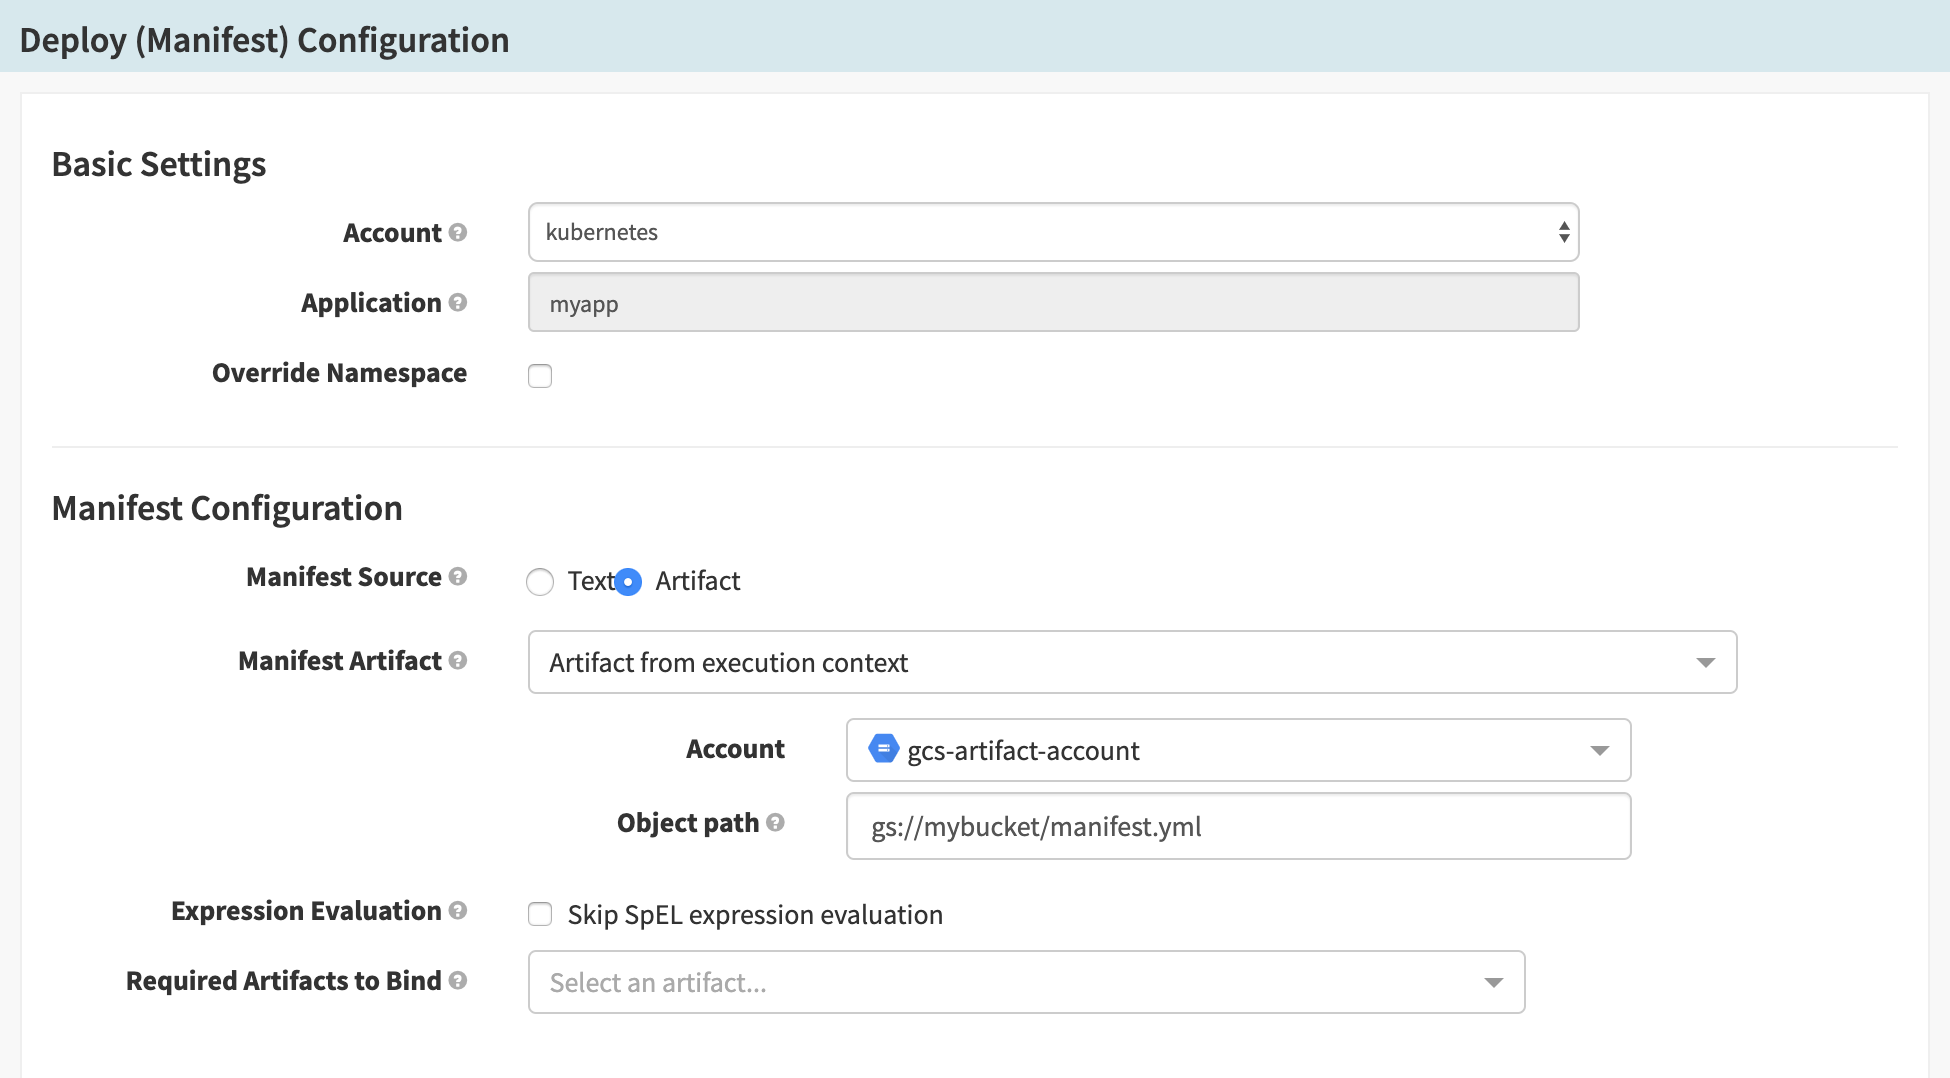 Deploy (Manifest) Configuration
Basic Settings
Account
kubernetes
Application
myapp
Override Namespace
Manifest Configuration
Manifest Source
Text Artifact
Manifest Artifact
Artifact from execution context
Account
gcs-artifact-account
Object path
gs://mybucket/manifest.yml
Expression Evaluation
Skip SpEL expression evaluation
Required Artifacts to Bind
Select an artifact...